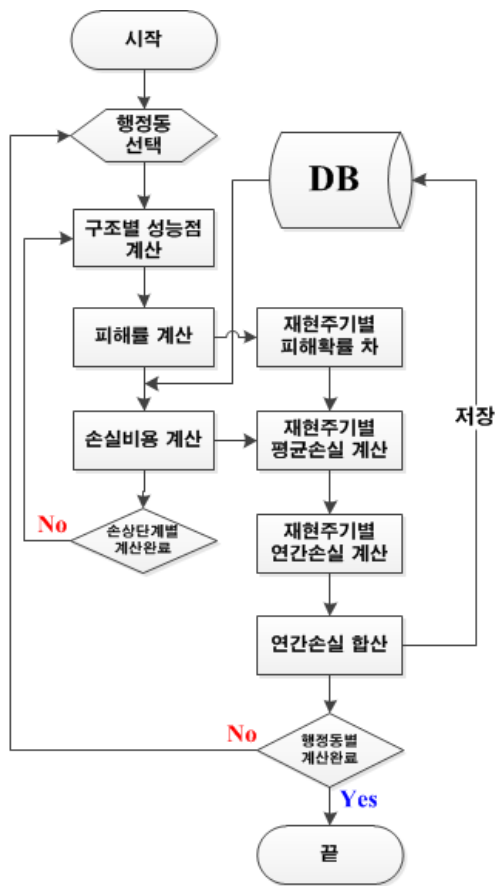 시작
행정동
선택
DB
구조별 성능점
계산
피해률 계산
재현주기별
피해확률 차
저장
손실비용 계산
재현주기별
평균손실 계산
No
손상단계별
계산완료
재현주기별
연간손실 계산
연간손실 합산
No
행정동별
계산완료
Yes
끝